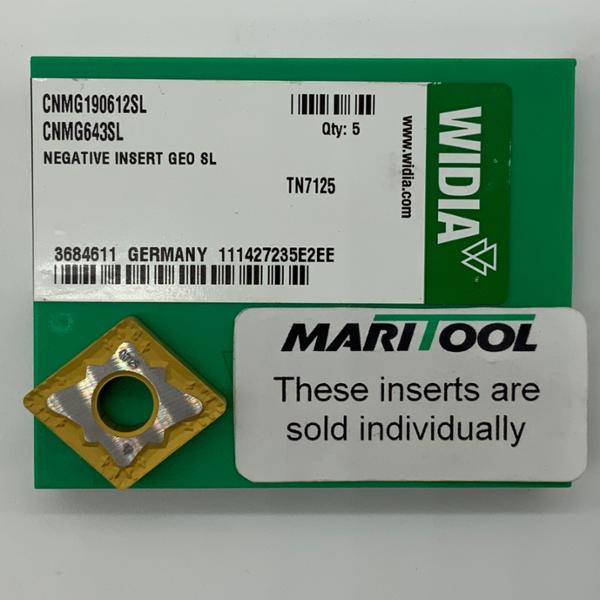 CNMG190612SL
CNMG643SL
Qty: 5
NEGATIVE INSERT GEO SL
TN7125
3684611 GERMANY 111427235E2EE
www.widia.com
WIDIA
TM
MARITOOL
These inserts are
sold individually